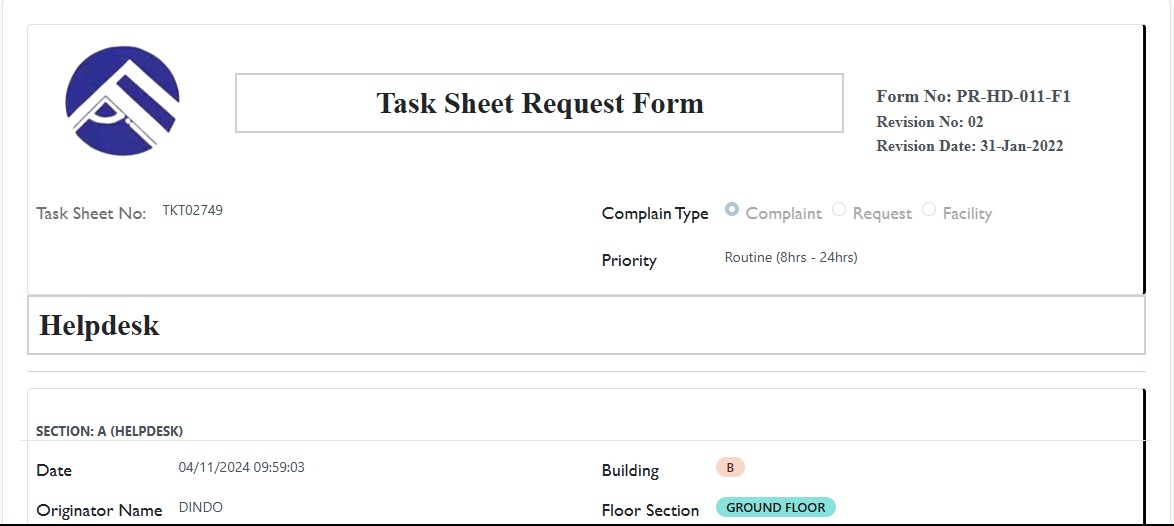 Task Sheet Request Form
Form No: PR-HD-011-F1
Revision No: 02
Revision Date: 31-Jan-2022
Task Sheet No: TKT02749
Complain Type Complaint Request Facility
Priority Routine (8hrs - 24hrs)
Helpdesk
SECTION: A (HELPDESK)
Date 04/11/2024 09:59:03 Building B
Originator Name DINDO Floor Section GROUND FLOOR